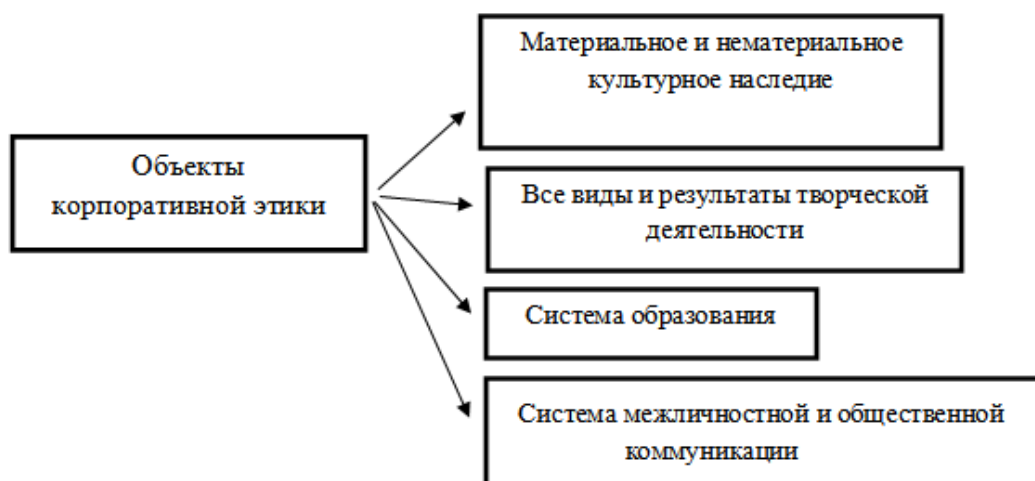 Объекты
корпоративной этики
Материальное и нематериальное
культурное наследие
Все виды и результаты творческой
деятельности
Система образования
Система межличностной и общественной
коммуникации